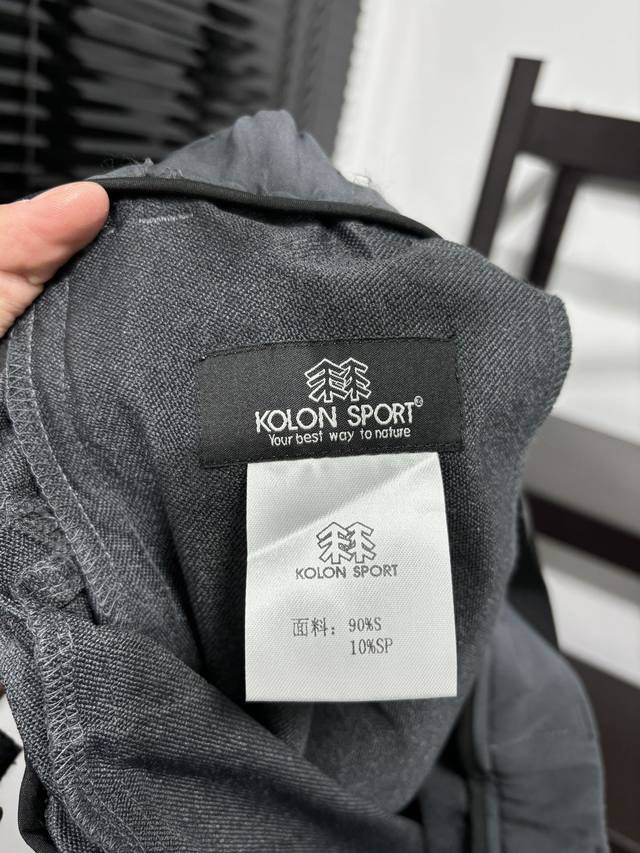 KOLON SPORT®
Your best way to nature
KOLON SPORT
面料: 90%S
10%SP